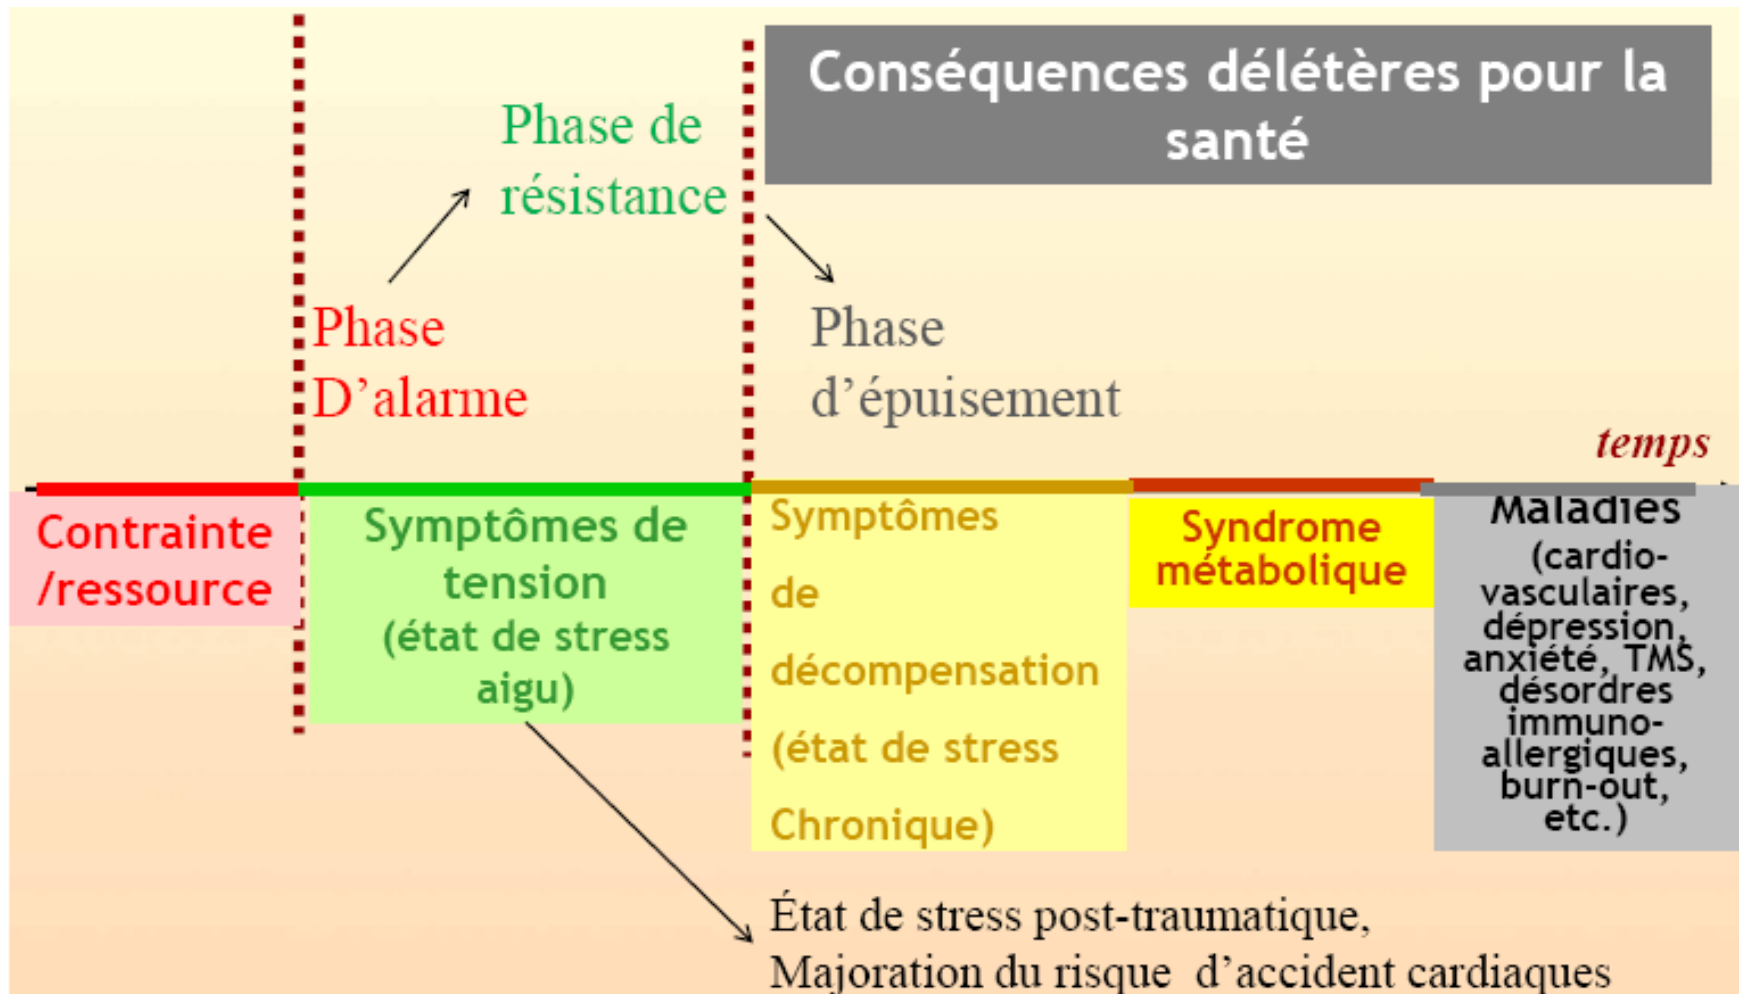 Conséquences délétères pour la
santé
Phase de
résistance
Phase
D’alarme
Phase
d’épuisement
temps
Contrainte
/ressource
Symptômes de
tension
(état de stress
aigu)
Symptômes
de
décompensation
(état de stress
Chronique)
Syndrome
métabolique
Maladies
(cardio-
vasculaires,
dépression,
anxiété, TMS,
désordres
immuno-
allergiques,
burn-out,
etc.)
État de stress post-traumatique,
Majoration du risque d’accident cardiaques